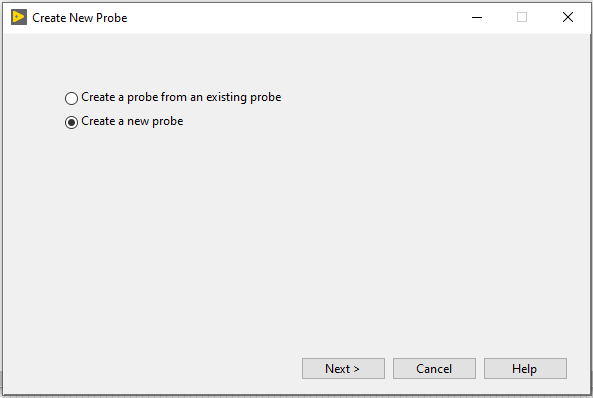 Create New Probe
Create a probe from an existing probe
Create a new probe
Next >
Cancel
Help